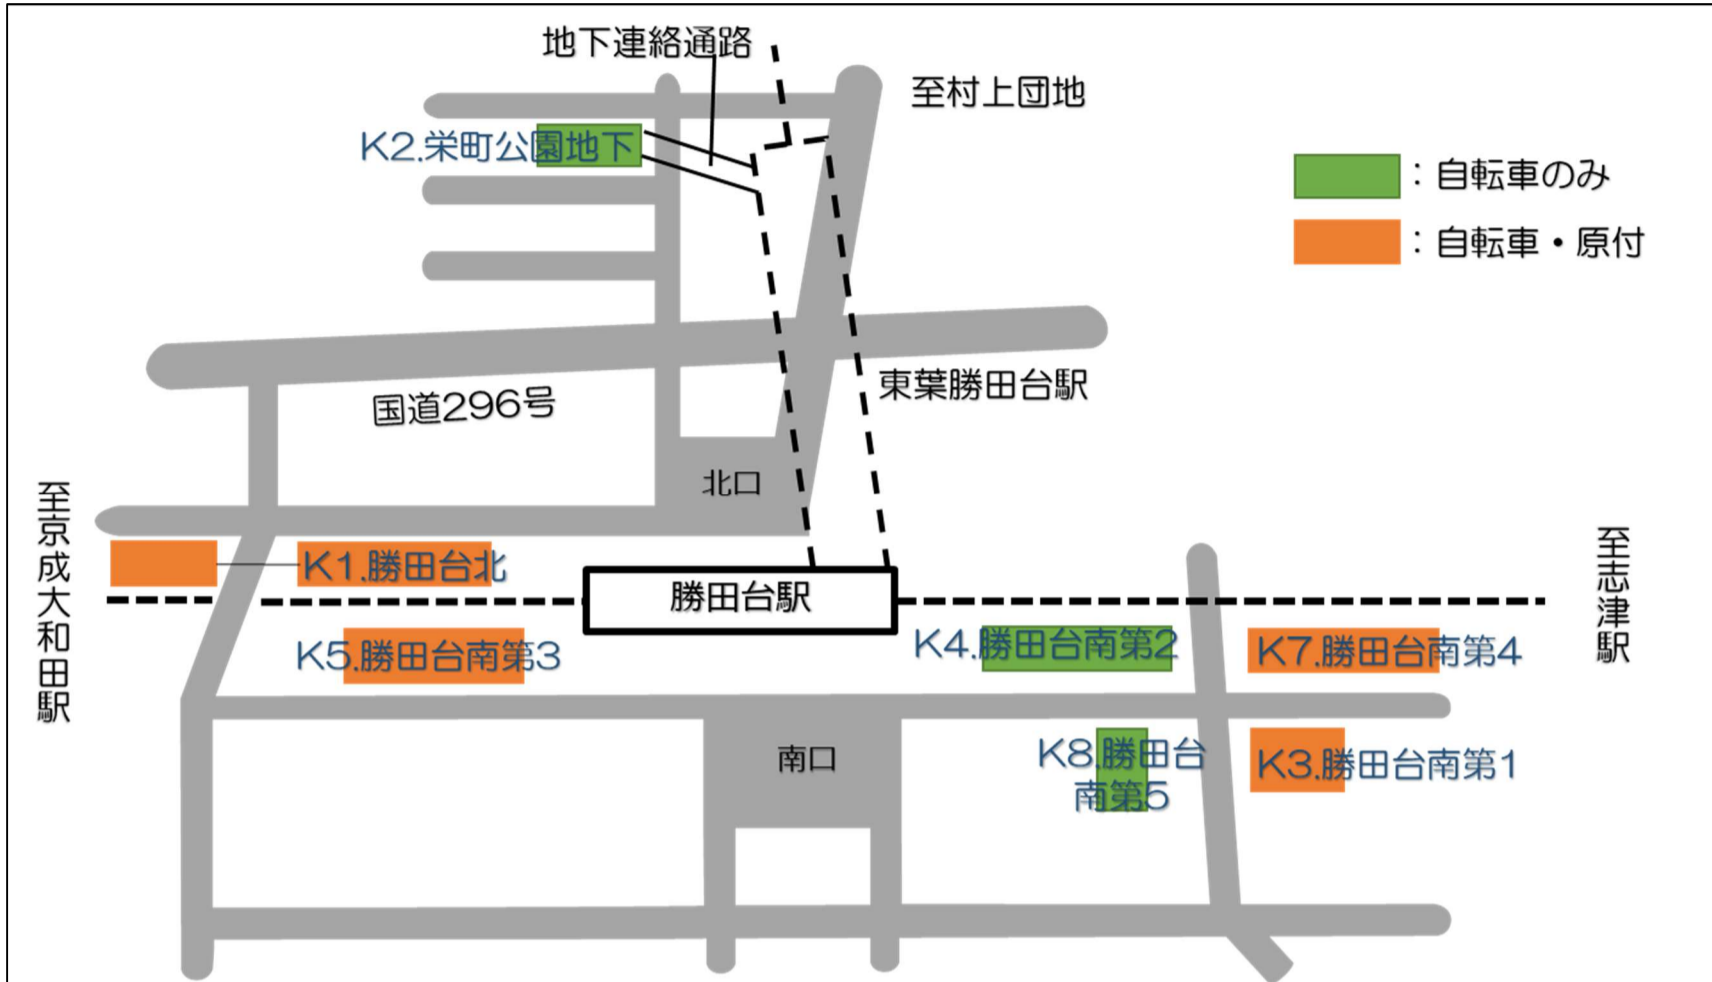 地下連絡通路
至村上団地
K2.栄町公園地下
：自転車のみ
：自転車・原付
東葉勝田台駅
国道296号
北口
至京成大和田駅
至志津駅
K1.勝田台北
勝田台駅
K5.勝田台南第3
K4.勝田台南第2
K7.勝田台南第4
南口
K8.勝田台
南第5
K3.勝田台南第1